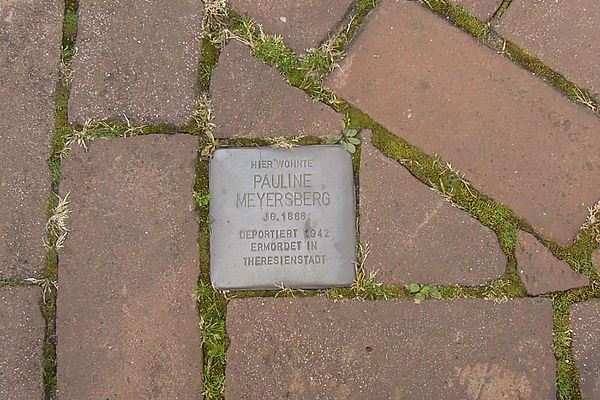 HIER WOHNTE
PAULINE
MEYERSBERG
JG. 1868
DEPORTIERT 1942
ERMORDET IN
THERESIENSTADT